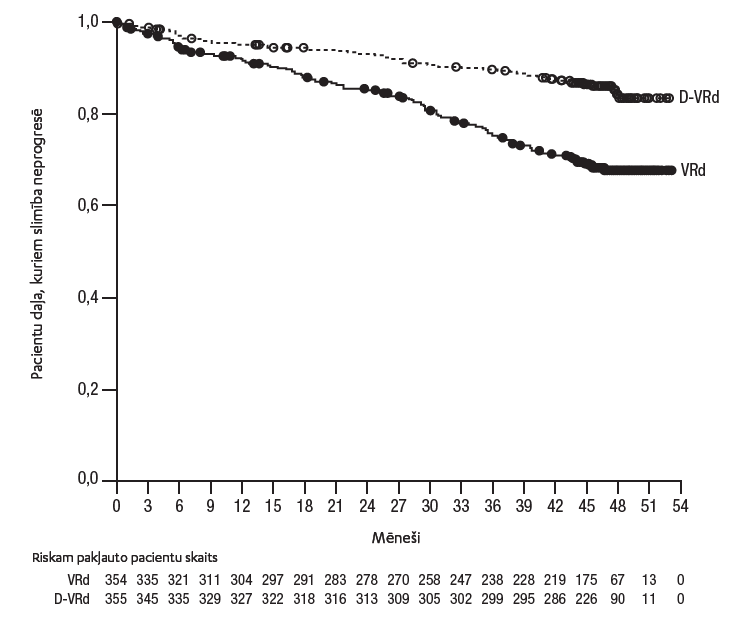 1,0
0,8
0,6
0,4
0,2
0,0
Pacientu daļa, kuriem slimība neprogresē
D-VRd
VRd
0 3 6 9 12 15 18 21 24 27 30 33 36 39 42 45 48 51 54
Mēneši
Riskam pakļauto pacientu skaits
VRd 354 335 321 311 304 297 291 283 278 270 258 247 238 228 219 175 67 13 0
D-VRd 355 345 335 329 327 322 318 316 313 309 305 302 299 295 286 226 90 11 0